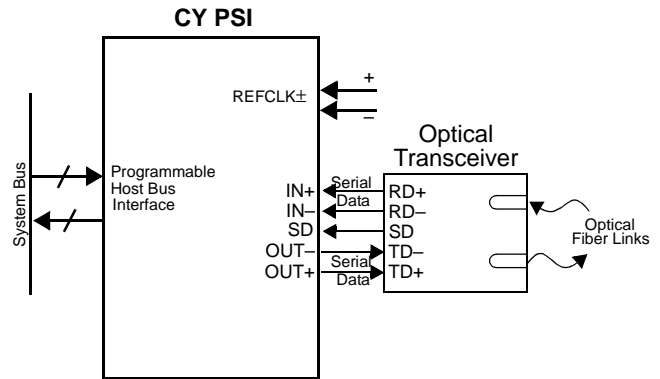 CY PSI
REFCLK±
+
–
Optical
Transceiver
System Bus
Programmable
Host Bus
Interface
IN+
IN–
SD
OUT–
OUT+
Serial
Data
Serial
Data
RD+
RD–
SD
TD–
TD+
Optical
Fiber Links